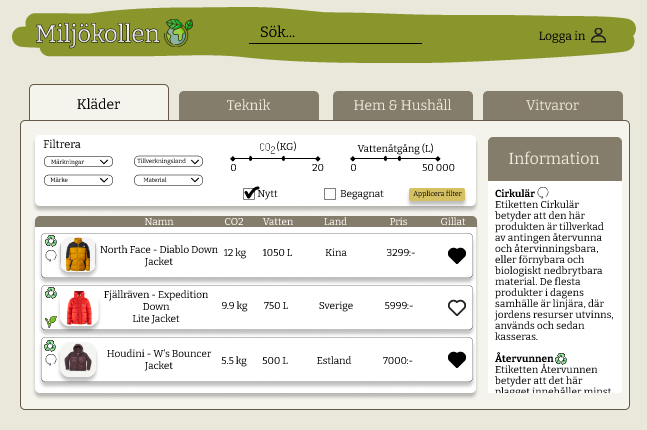 Miljökollen
Sök...
Logga in
Kläder
Teknik
Hem & Hushåll
Vitvaror
Filtrera
Märkningar
Tillverkningsland
Märke
Material
CO2 (KG)
0
20
Vattenåtgång (L)
0
50 000
Nytt
Begagnat
Applicera filter
Namn
CO2
Vatten
Land
Pris
Gillat
North Face - Diablo Down
Jacket
12 kg
1050 L
Kina
3299:-
Fjällräven - Expedition
Down
Lite Jacket
9.9 kg
750 L
Sverige
5999:-
Houdini - W's Bouncer
Jacket
5.5 kg
500 L
Estland
7000:-
Information
Cirkulär
Etiketten Cirkulär
betyder att den här
produkten är tillverkad
av antingen återvunna
och återvinningsbara,
eller förnybara och
biologiskt nedbrytbara
material. De flesta
produkter i dagens
samhälle är linjära, där
jordens resurser utvinns,
används och sedan
kasseras.
Återvunnen
Etiketten Återvunnen
betyder att det här
plagget innehåller minst